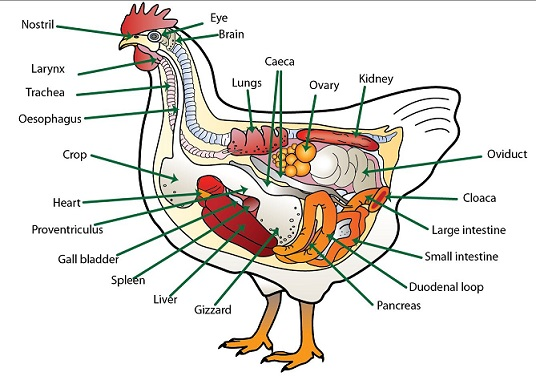 Nostril
Eye
Brain
Larynx
Trachea
Oesophagus
Caeca
Lungs
Ovary
Kidney
Crop
Oviduct
Heart
Proventriculus
Gall bladder
Spleen
Liver
Gizzard
Cloaca
Large intestine
Small intestine
Duodenal loop
Pancreas